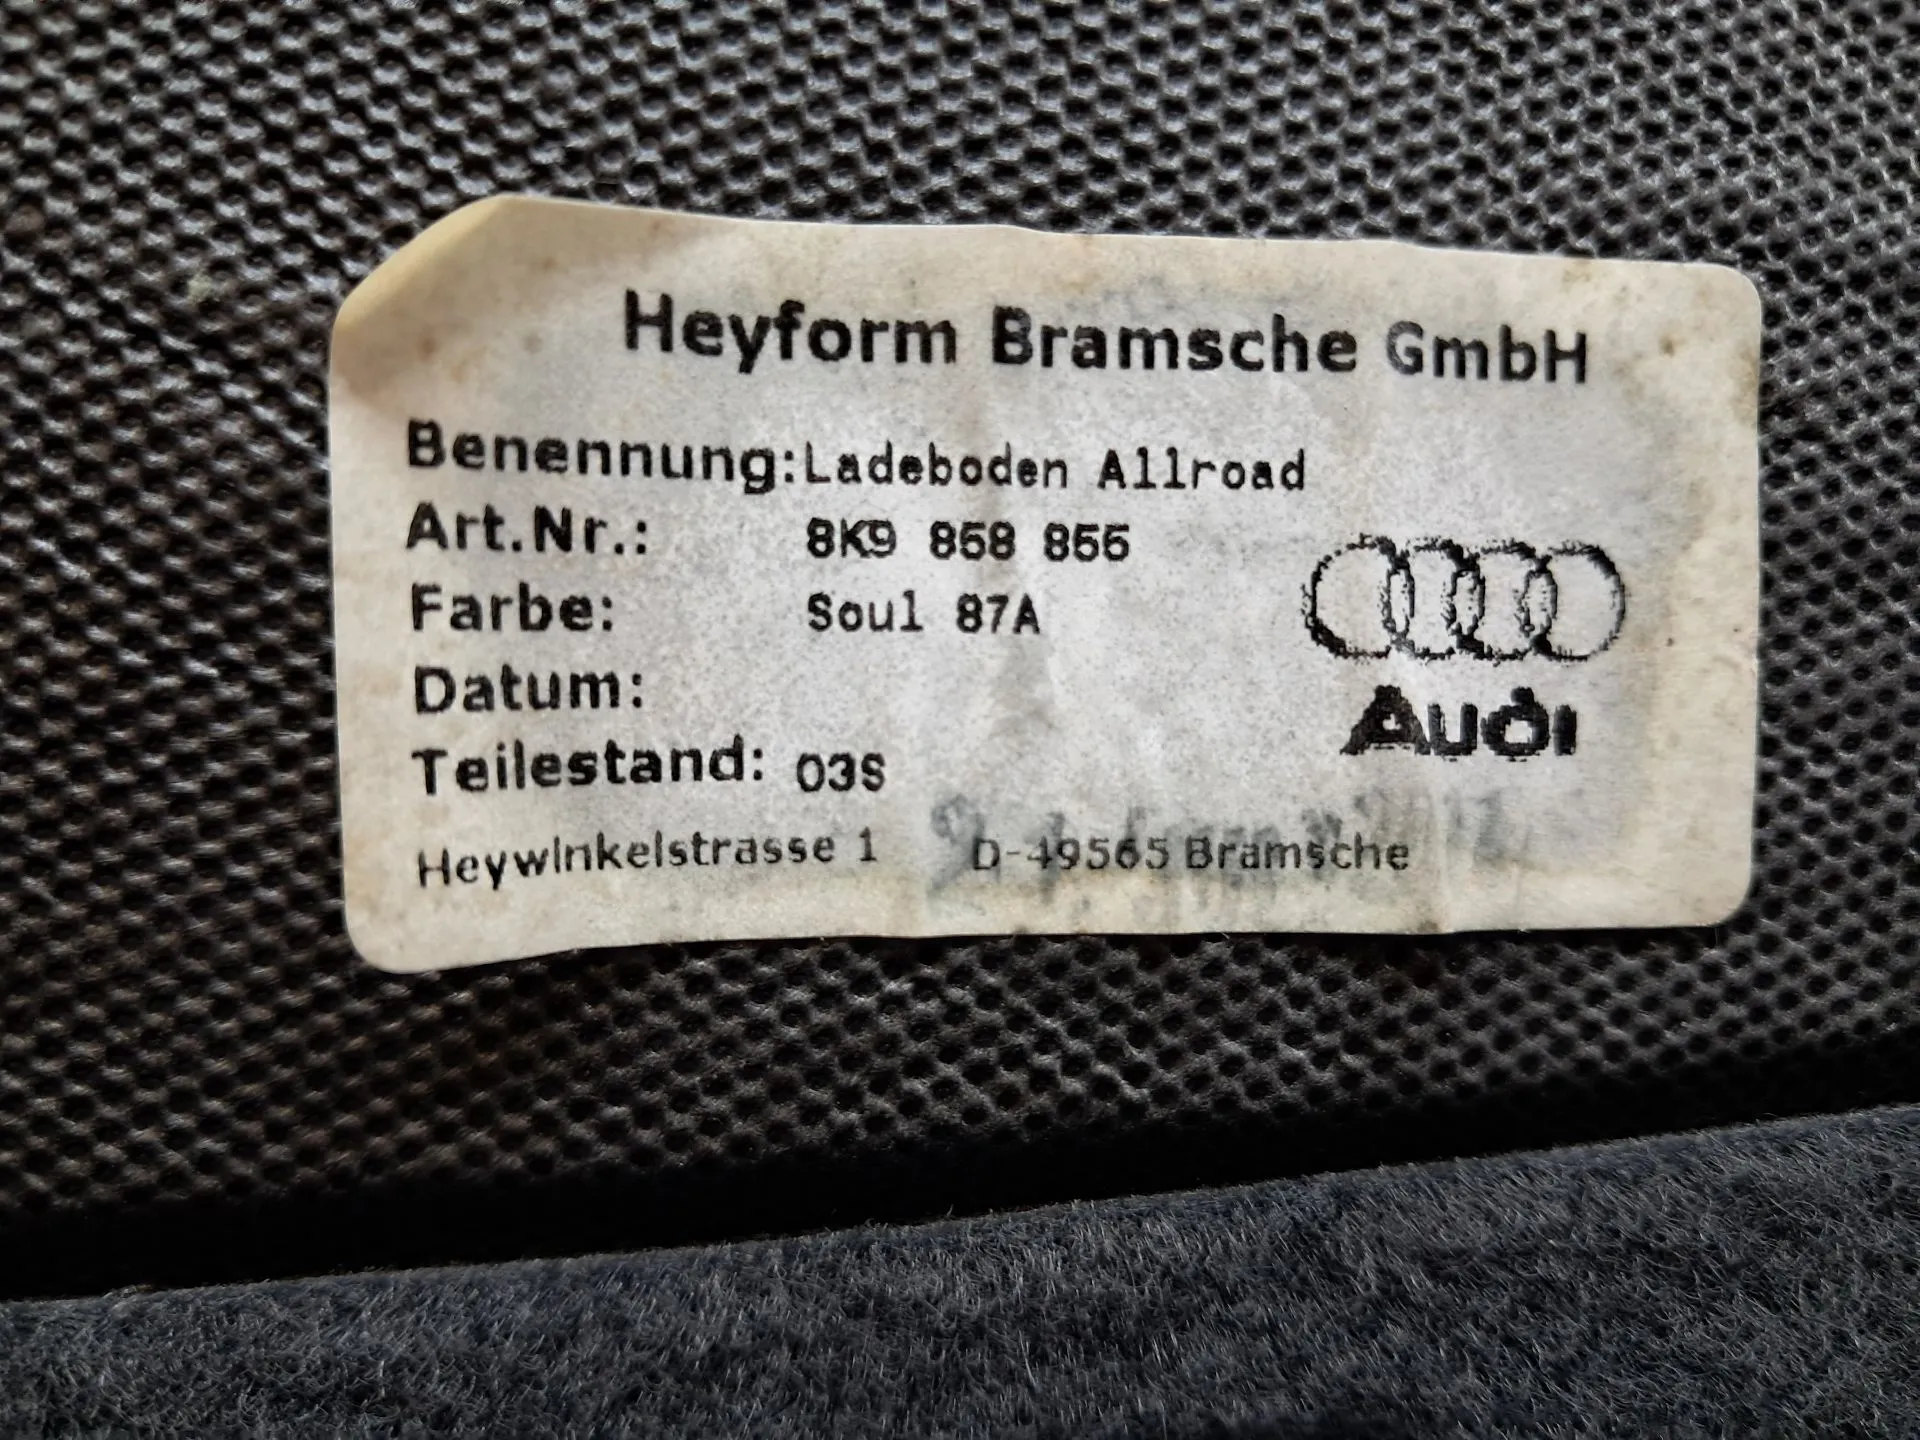 Heyform Bramsche GmbH
Benennung: Ladeboden Allroad
Art.Nr.: 8K9 858 855
Farbe: Soul 87A
Datum:
Teilestand: 03S
Audi
Heywinkelstrasse 1 D-49565 Bramsche